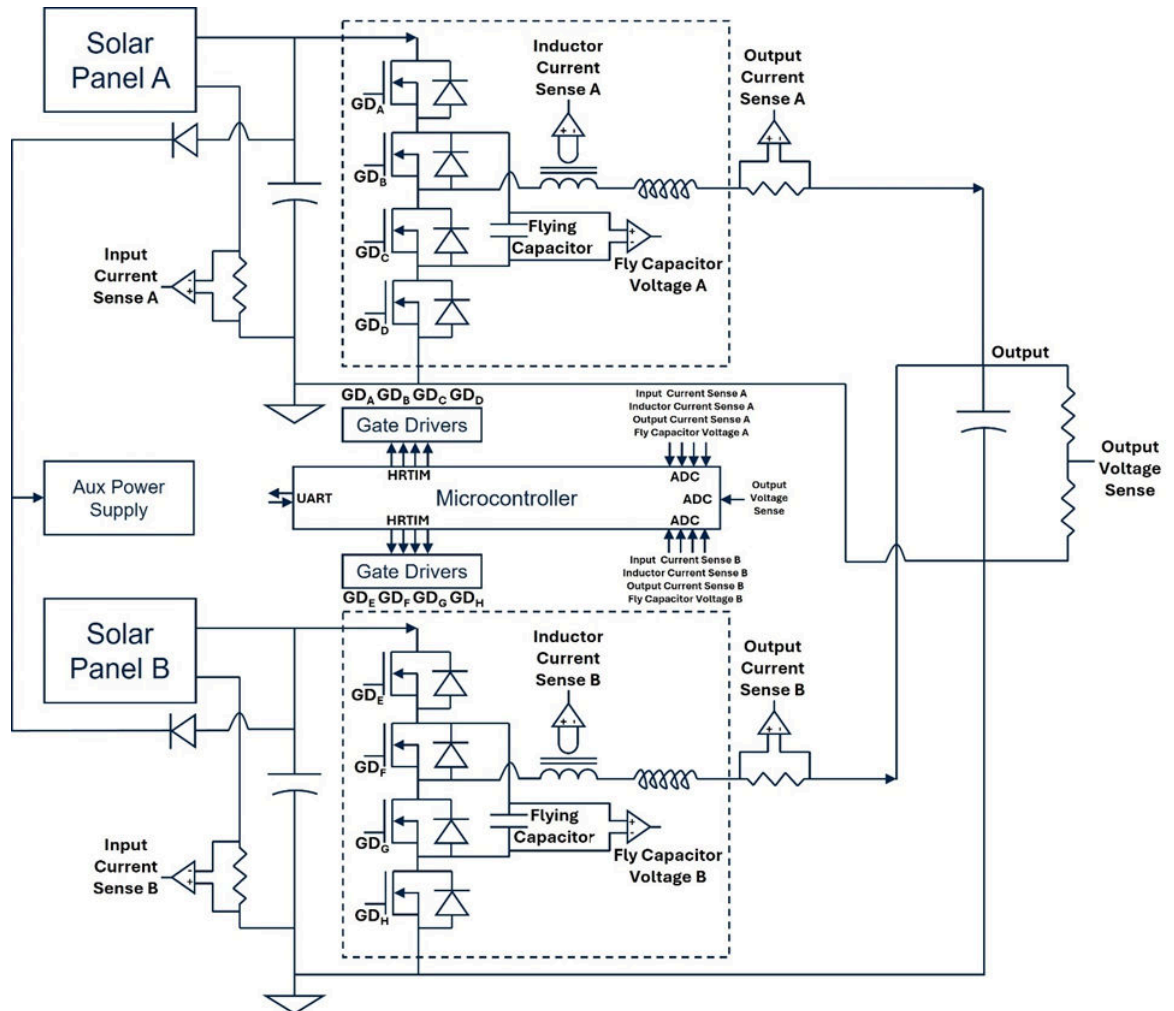 Solar
Panel A
Inductor
Current
Sense A
Output
Current
Sense A
GDA
GDB
GDC
GDD
Flying
Capacitor
Fly Capacitor
Voltage A
Input
Current
Sense A
Output
GDA GDB GDC GDD
Gate Drivers
HRTIM
Input Current Sense A
Inductor Current Sense A
Output Current Sense A
Fly Capacitor Voltage A
ADC
Aux Power
Supply
UART
Microcontroller
ADC
Output
Voltage
Sense
Output
Voltage
Sense
HRTIM
ADC
Gate Drivers
GDE GDF GDG GDH
Input Current Sense B
Inductor Current Sense B
Output Current Sense B
Fly Capacitor Voltage B
Solar
Panel B
Inductor
Current
Sense B
Output
Current
Sense B
GDE
GDF
GDG
GDH
Flying
Capacitor
Fly Capacitor
Voltage B
Input
Current
Sense B